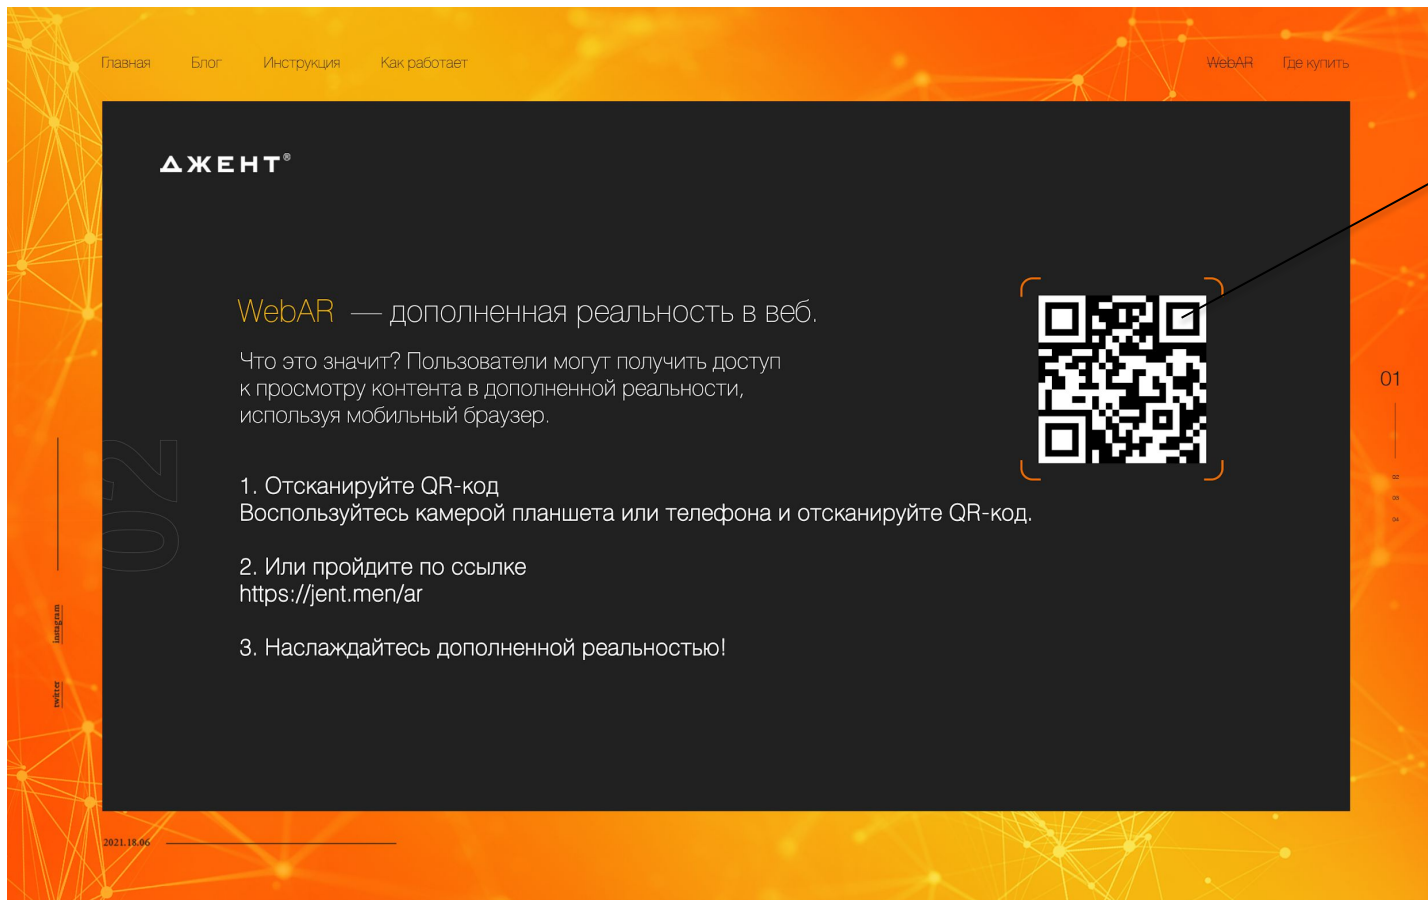 Главная
Блог
Инструкция
Как работает
WebAR
Где купить
ДЖЕНТ®
WebAR — дополненная реальность в веб.
Что это значит? Пользователи могут получить доступ
к просмотру контента в дополненной реальности,
используя мобильный браузер.
1. Отсканируйте QR-код
Воспользуйтесь камерой планшета или телефона и отсканируйте QR-код.
2. Или пройдите по ссылке
https://jent.men/ar
3. Наслаждайтесь дополненной реальностью!
02
01
02
03
04
instagram
twitter
2021.18.06